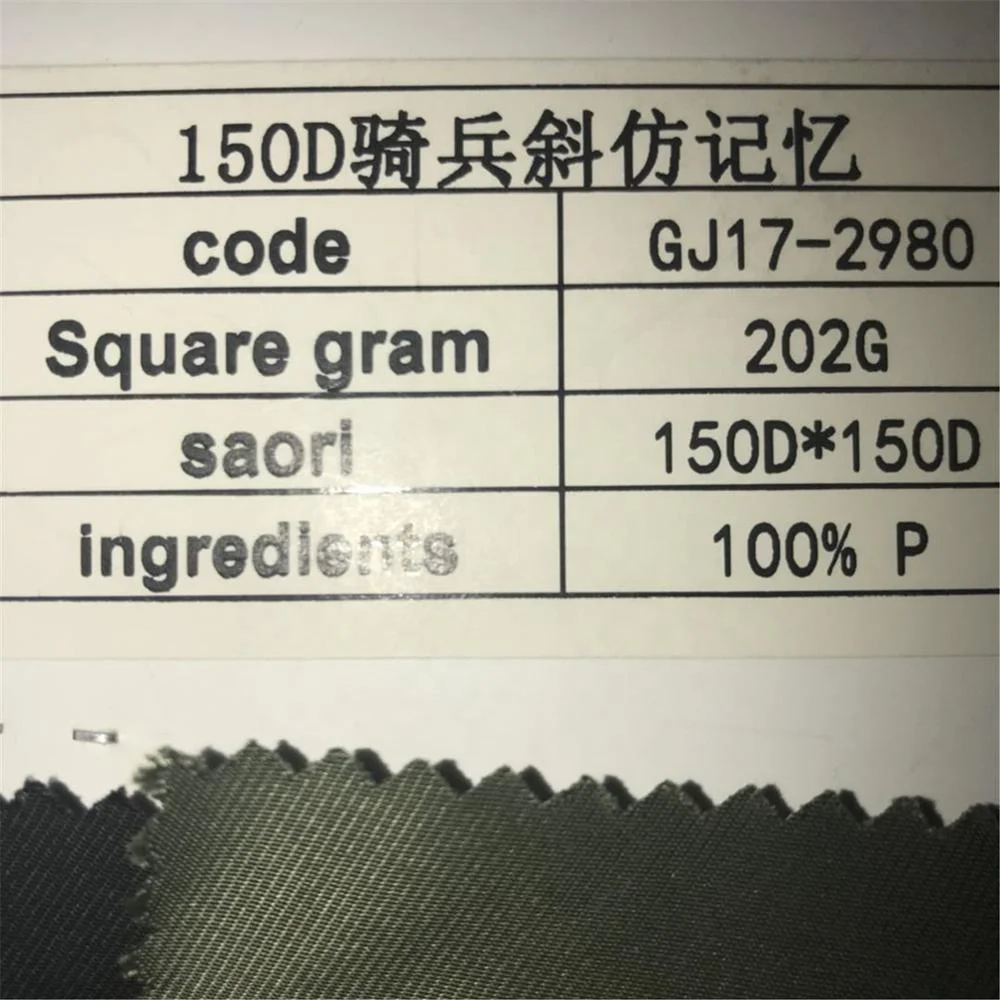 150D骑兵斜仿记忆
code GJ17-2980
Square gram 202G
saori 150D*150D
ingredients 100% P